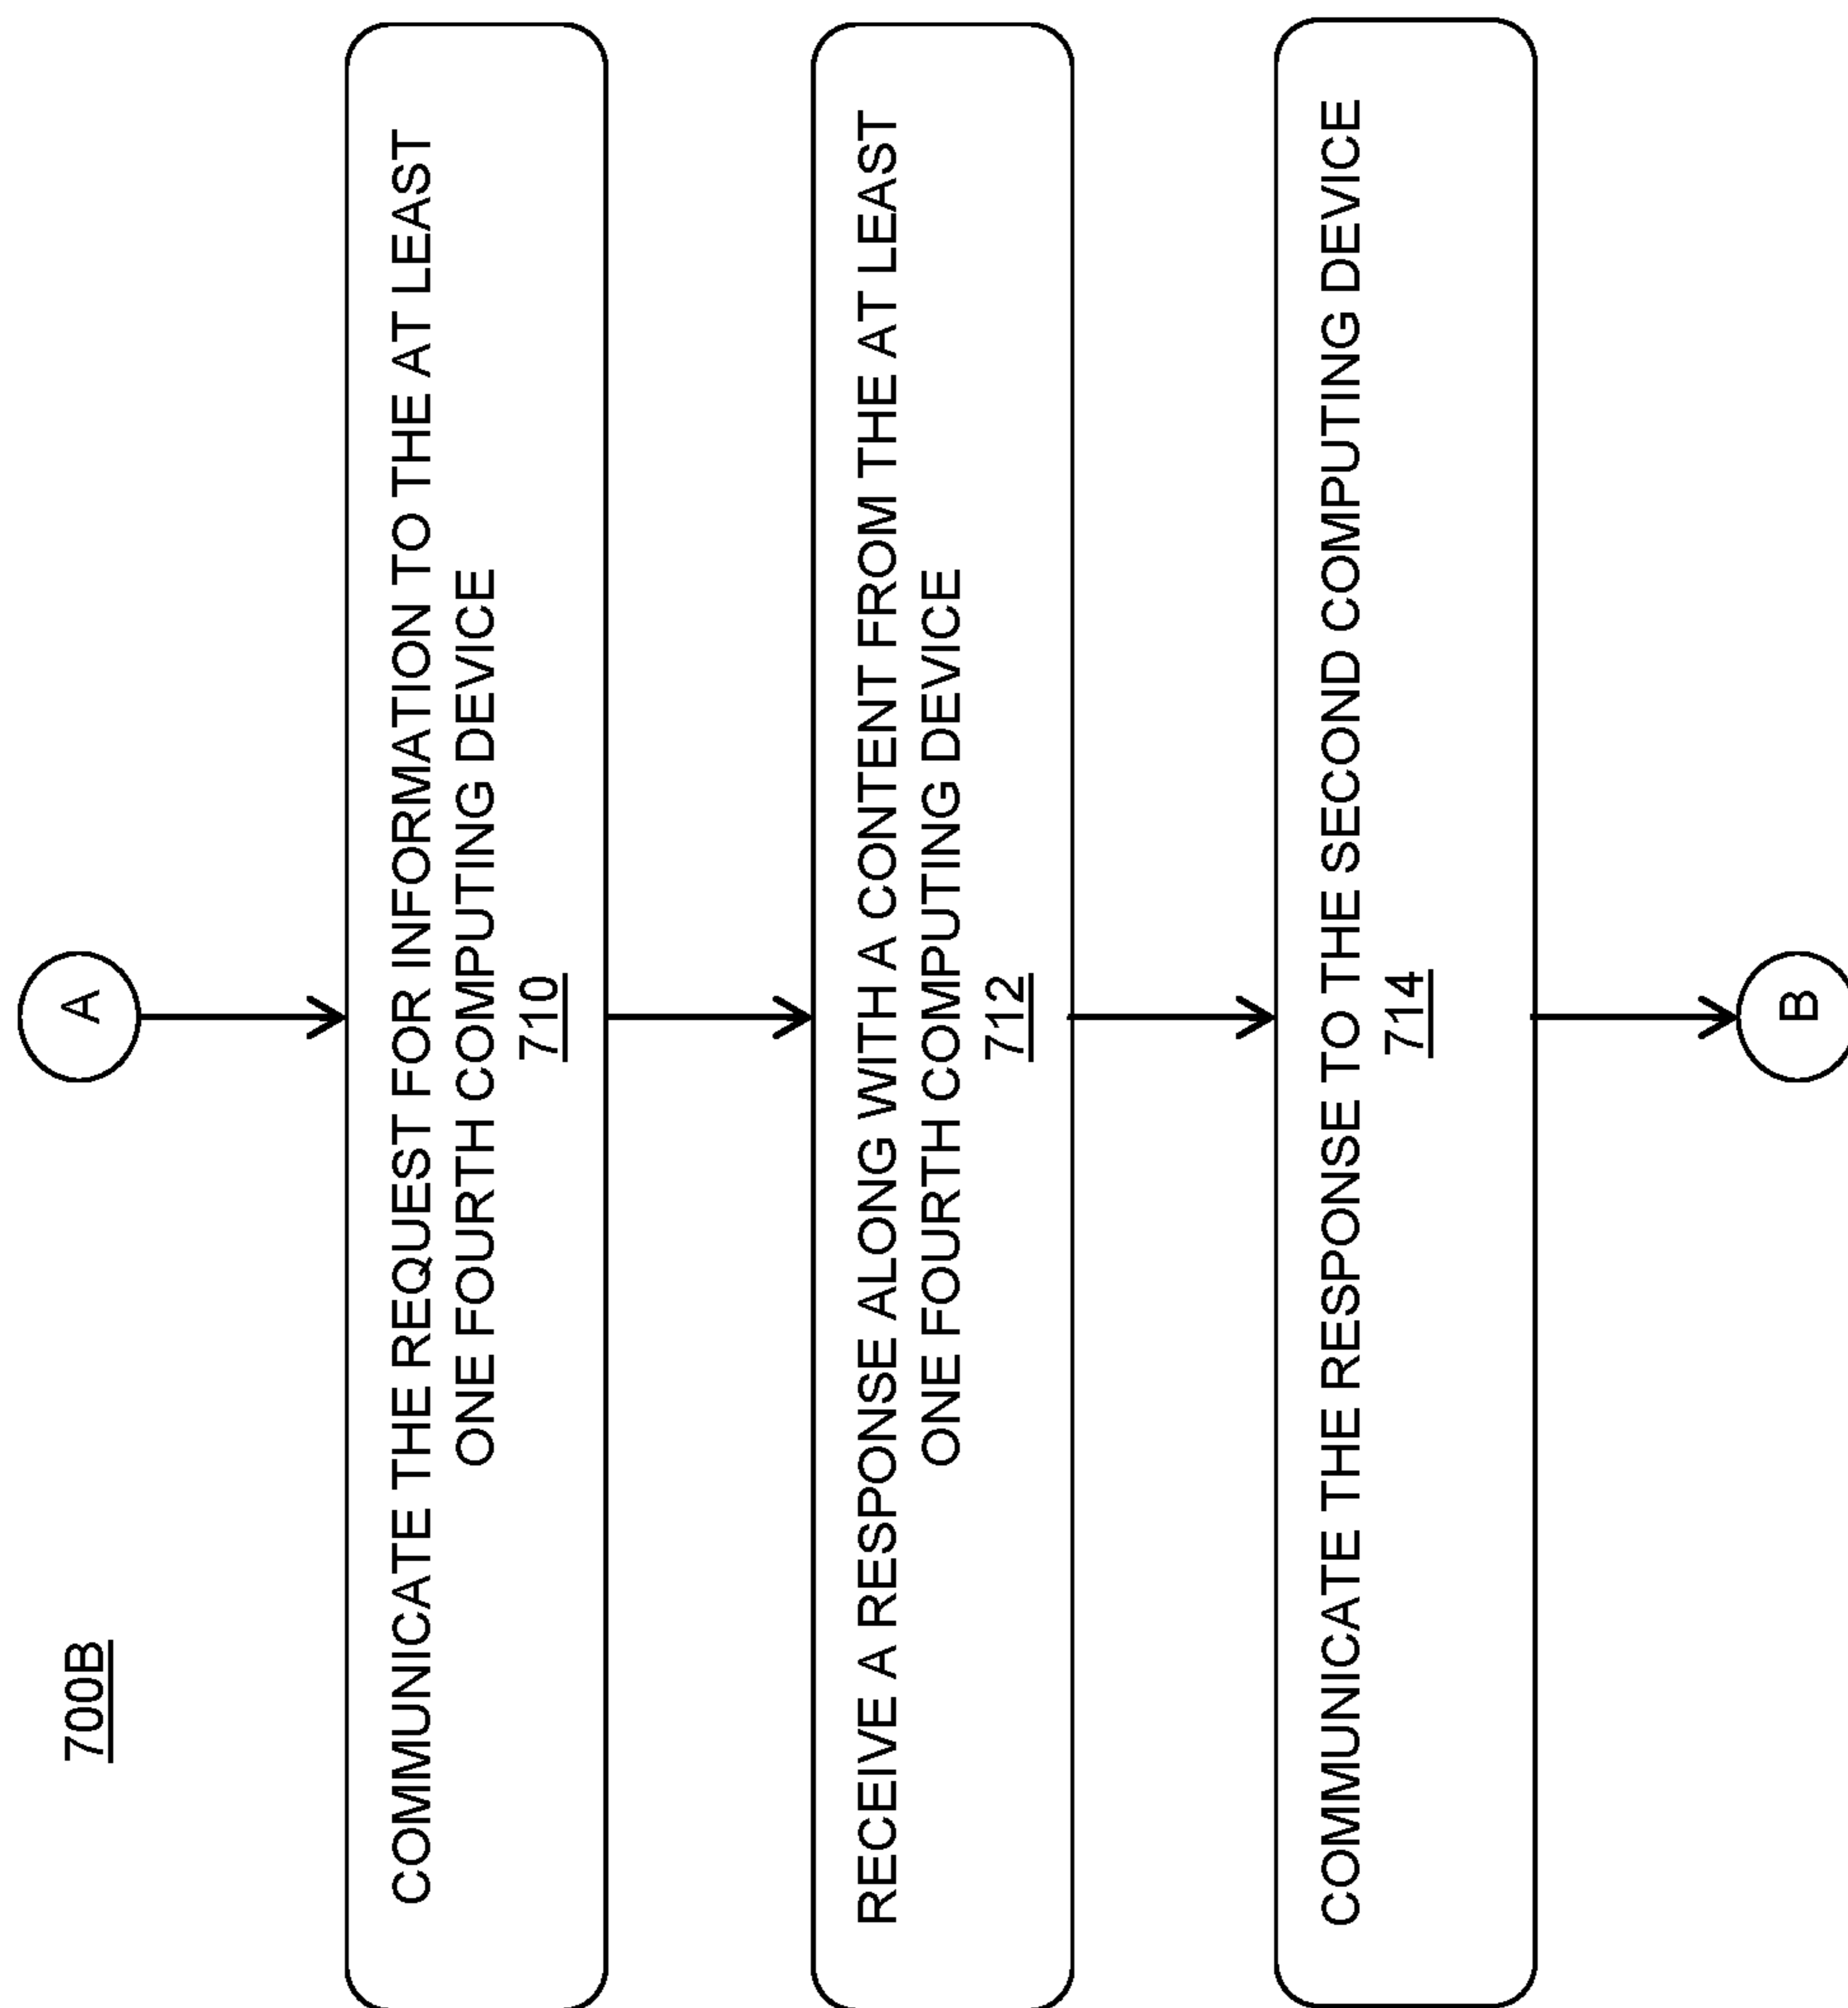 700B
A
COMMUNICATE THE REQUEST FOR INFORMATION TO THE AT LEAST
ONE FOURTH COMPUTING DEVICE
710
RECEIVE A RESPONSE ALONG WITH A CONTENT FROM THE AT LEAST
ONE FOURTH COMPUTING DEVICE
712
COMMUNICATE THE RESPONSE TO THE SECOND COMPUTING DEVICE
714
B